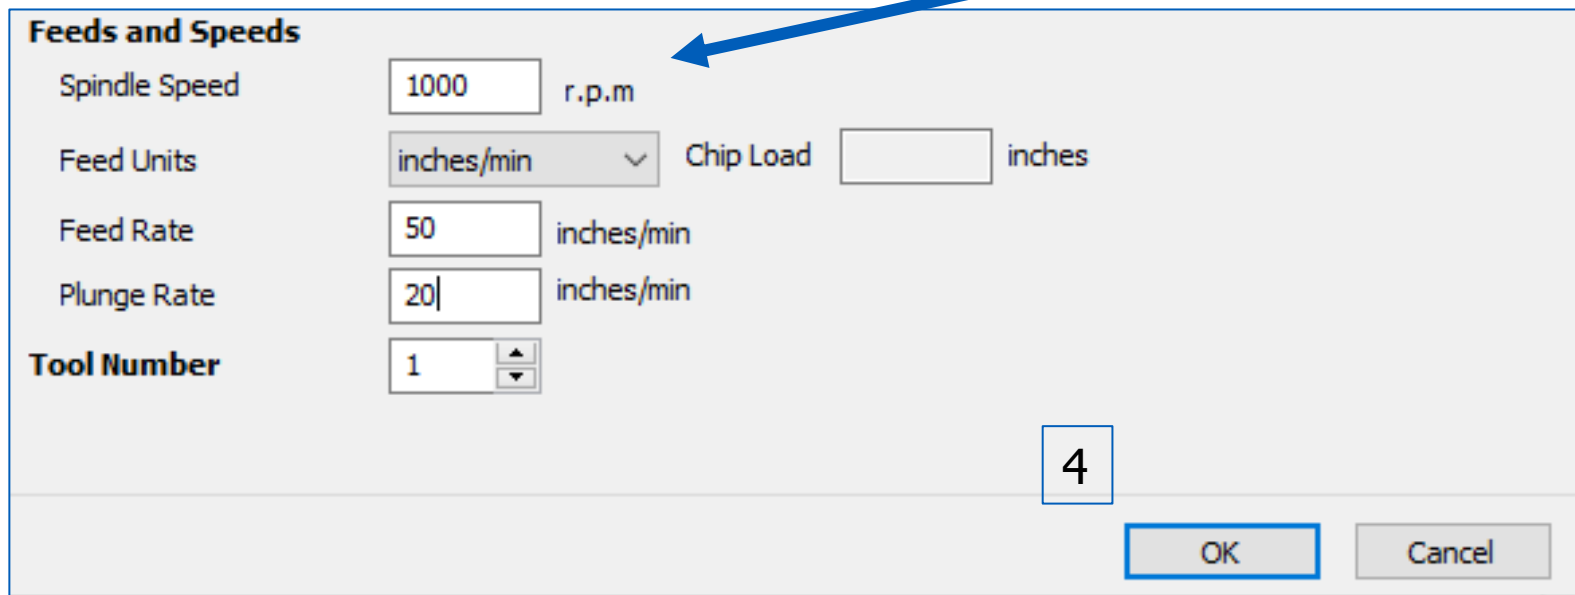 Feeds and Speeds
Spindle Speed 1000 r.p.m
Feed Units inches/min Chip Load inches
Feed Rate 50 inches/min
Plunge Rate 20 inches/min
Tool Number 1
4
OK Cancel